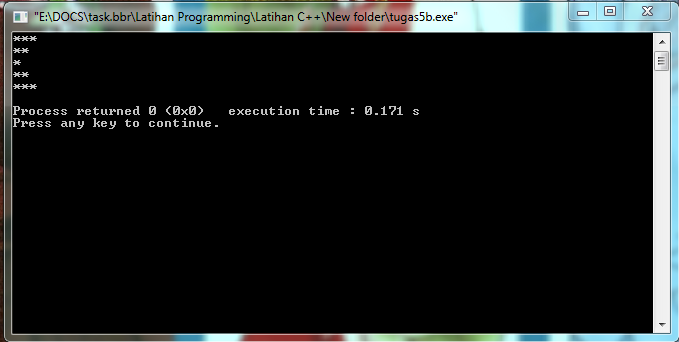 "E:\DOCS\task.bbr\Latihan Programming\Latihan C++\New folder\tugas5b.exe"
***
**
*
**
***
Process returned 0 (0x0)   execution time : 0.171 s
Press any key to continue.